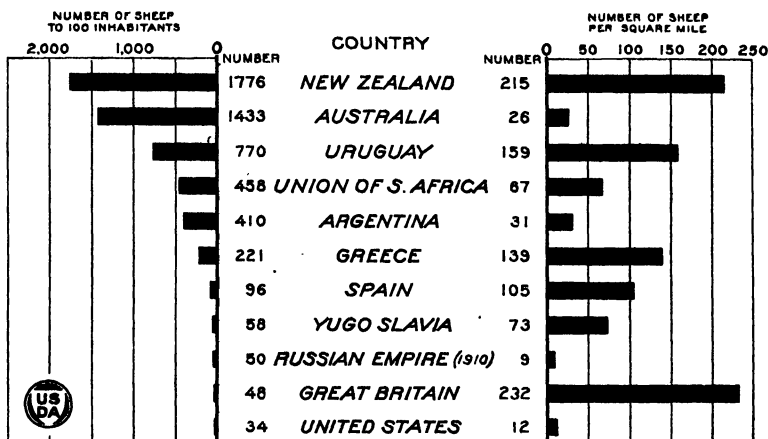 NUMBER OF SHEEP
TO 100 INHABITANTS
2,000 1,000 0
NUMBER
COUNTRY
NUMBER OF SHEEP
PER SQUARE MILE
0 50 100 150 200 250
NUMBER
1776 NEW ZEALAND 215
1433 AUSTRALIA 26
770 URUGUAY 159
458 UNION OF S. AFRICA 67
410 ARGENTINA 31
221 GREECE 139
96 SPAIN 105
58 YUGO SLAVIA 73
50 RUSSIAN EMPIRE (1910) 9
48 GREAT BRITAIN 232
34 UNITED STATES 12
US
DA